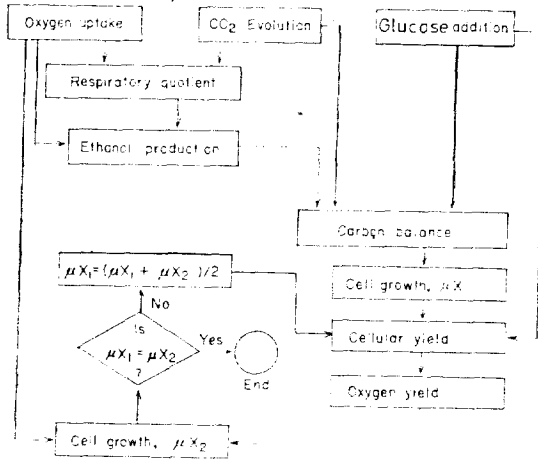 Oxygen uptake
CO₂ Evolution
Glucose addition
Respiratory quotient
Ethanol production
Carbon balance
μX₁=(μX₁ + μX₂)/2
Cell growth, μX
No
Is
μX₁ = μX₂
?
Yes
End
Cellular yield
Oxygen yield
Cell growth, μX₂